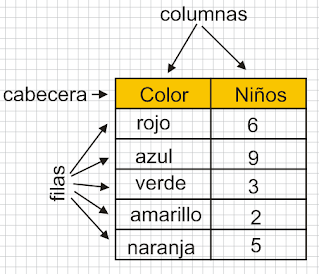 columnas
cabecera
Color Niños
filas
rojo 6
azul 9
verde 3
amarillo 2
naranja 5